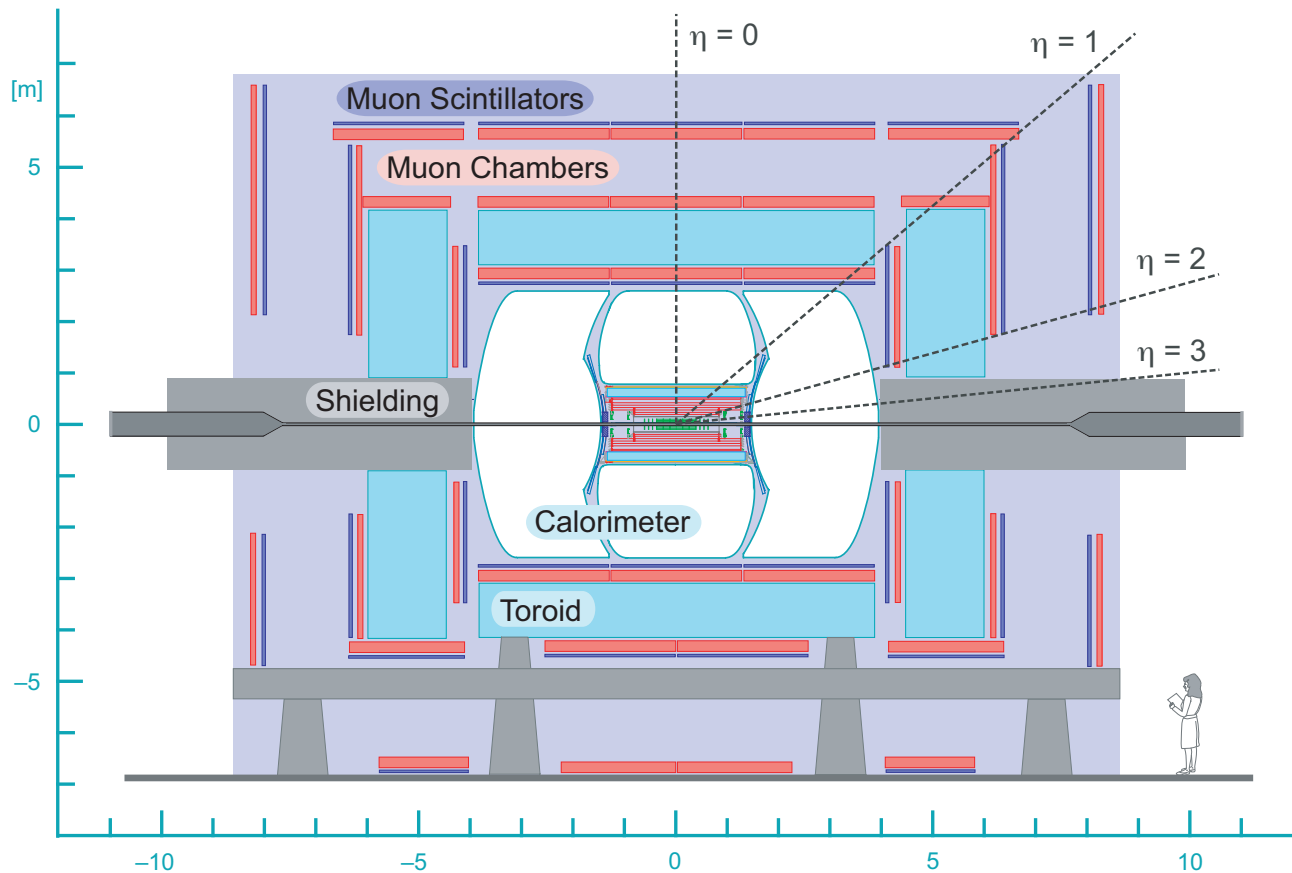 η = 0
η = 1
[m]
Muon Scintillators
5
Muon Chambers
η = 2
η = 3
Shielding
0
Calorimeter
Toroid
–5
–10
–5
0
5
10